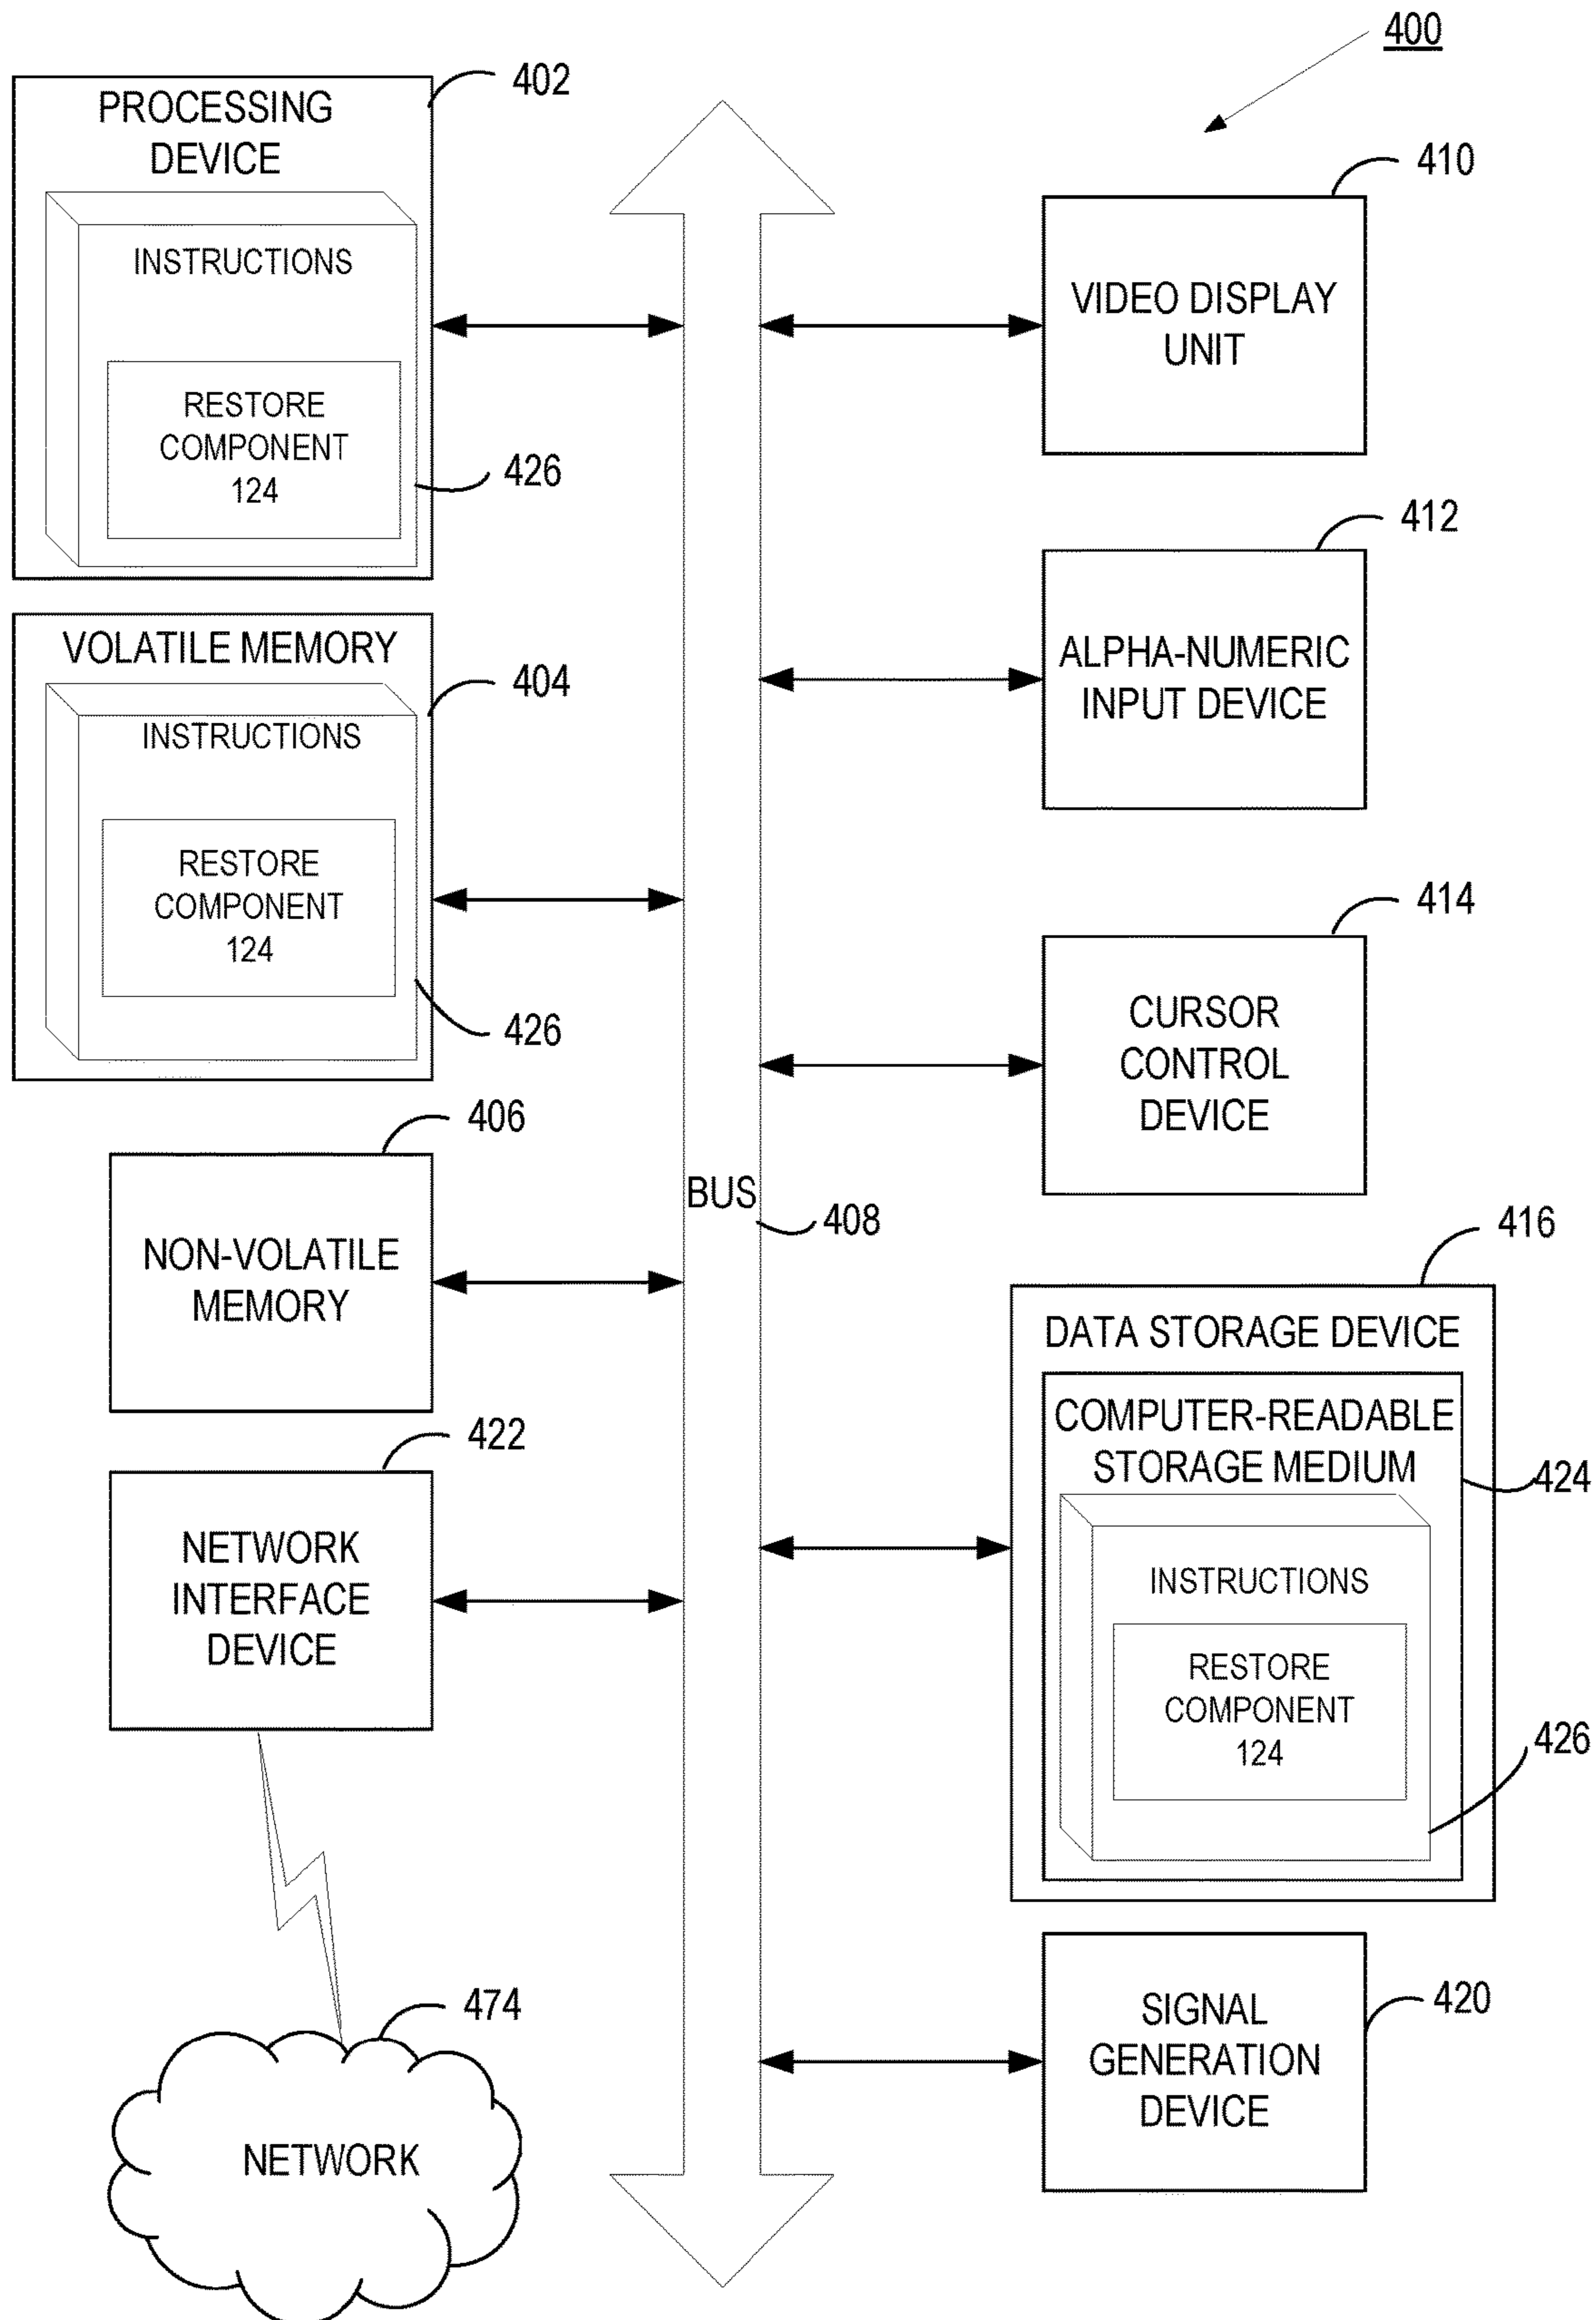 400
402
PROCESSING
DEVICE
INSTRUCTIONS
RESTORE
COMPONENT
124
426
VOLATILE MEMORY
404
INSTRUCTIONS
RESTORE
COMPONENT
124
426
406
NON-VOLATILE
MEMORY
422
NETWORK
INTERFACE
DEVICE
474
NETWORK
BUS
408
410
VIDEO DISPLAY
UNIT
412
ALPHA-NUMERIC
INPUT DEVICE
414
CURSOR
CONTROL
DEVICE
416
DATA STORAGE DEVICE
COMPUTER-READABLE
STORAGE MEDIUM
424
INSTRUCTIONS
RESTORE
COMPONENT
124
426
420
SIGNAL
GENERATION
DEVICE